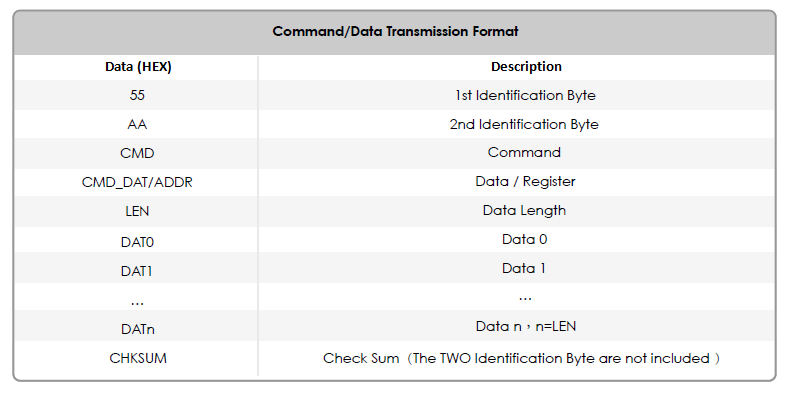 Command/Data Transmission Format
Data (HEX) Description
55 1st Identification Byte
AA 2nd Identification Byte
CMD Command
CMD_DAT/ADDR Data / Register
LEN Data Length
DAT0 Data 0
DAT1 Data 1
... ...
DATn Data n，n=LEN
CHKSUM Check Sum（The TWO Identification Byte are not included ）